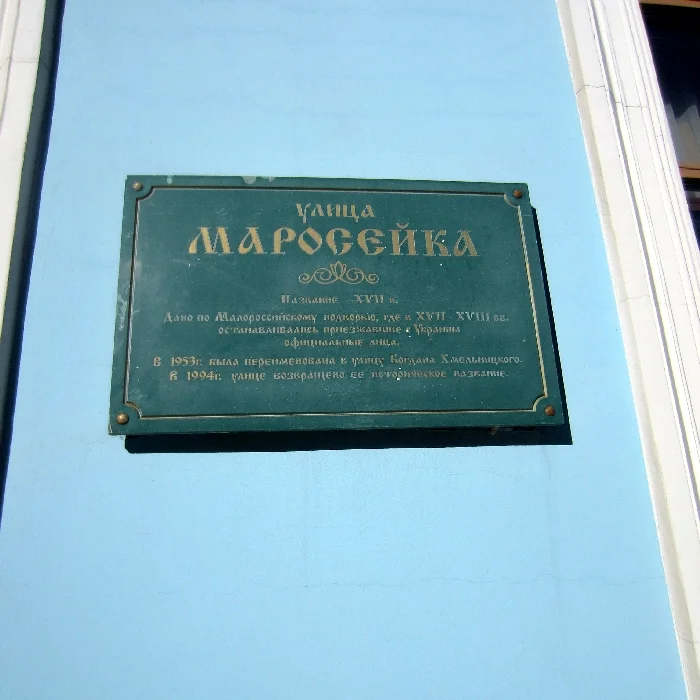 улица
МАРОСЕЙКА
Название XVII в.
Дано по Малороссийскому подворью, где в XVII - XVIII вв.
останавливались приезжавшие с Украины
официальные лица.
В 1953г. была переименована в улицу Богдана Хмельницкого.
В 1994г. улице возвращено её историческое название.